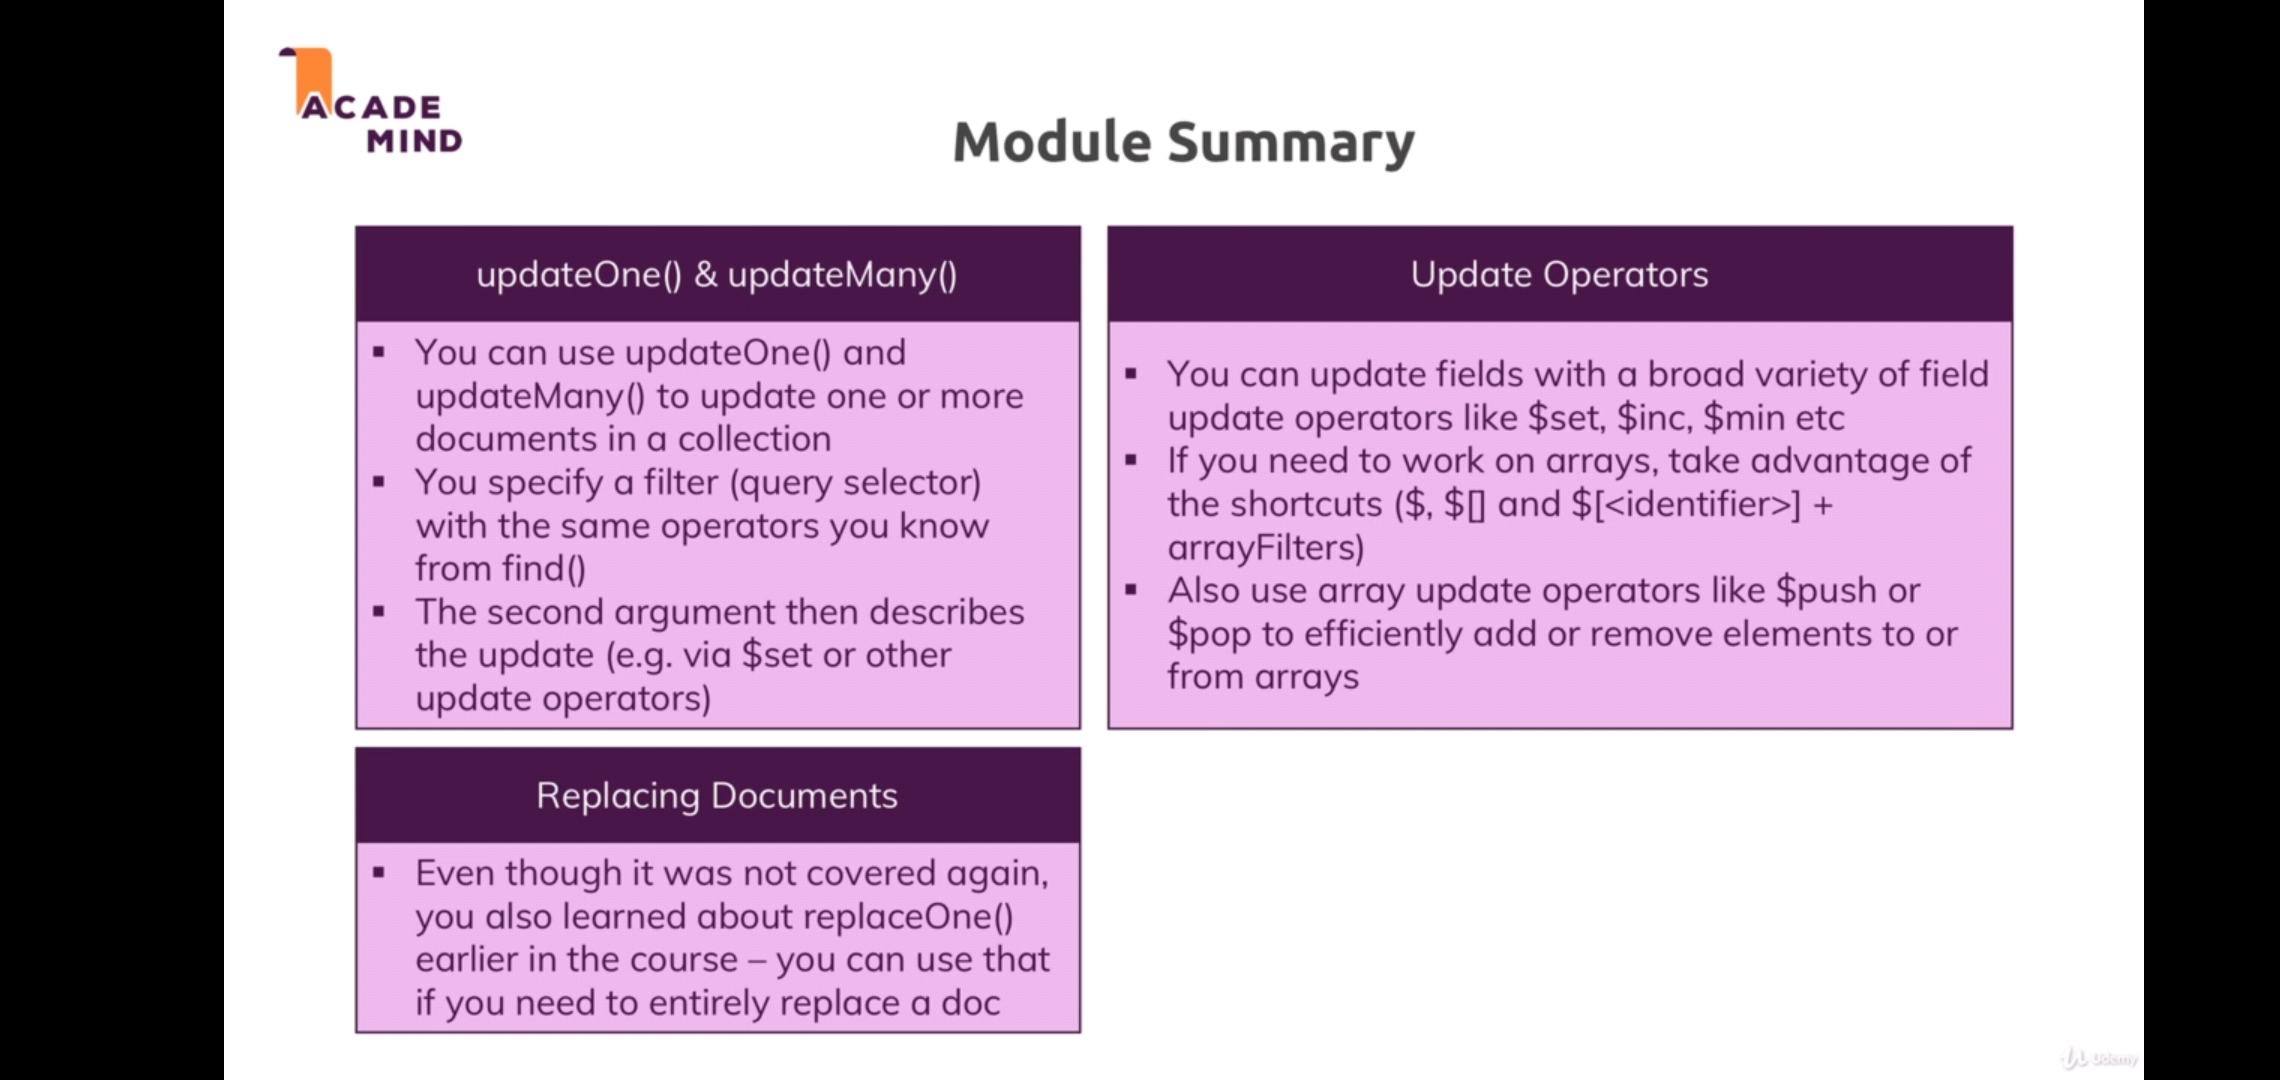 ACADE
MIND
Module Summary
updateOne() & updateMany()
▪ You can use updateOne() and
updateMany() to update one or more
documents in a collection
▪ You specify a filter (query selector)
with the same operators you know
from find()
▪ The second argument then describes
the update (e.g. via $set or other
update operators)
Update Operators
▪ You can update fields with a broad variety of field
update operators like $set, $inc, $min etc
▪ If you need to work on arrays, take advantage of
the shortcuts ($, $[] and $[<identifier>] +
arrayFilters)
▪ Also use array update operators like $push or
$pop to efficiently add or remove elements to or
from arrays
Replacing Documents
▪ Even though it was not covered again,
you also learned about replaceOne()
earlier in the course – you can use that
if you need to entirely replace a doc
Udemy